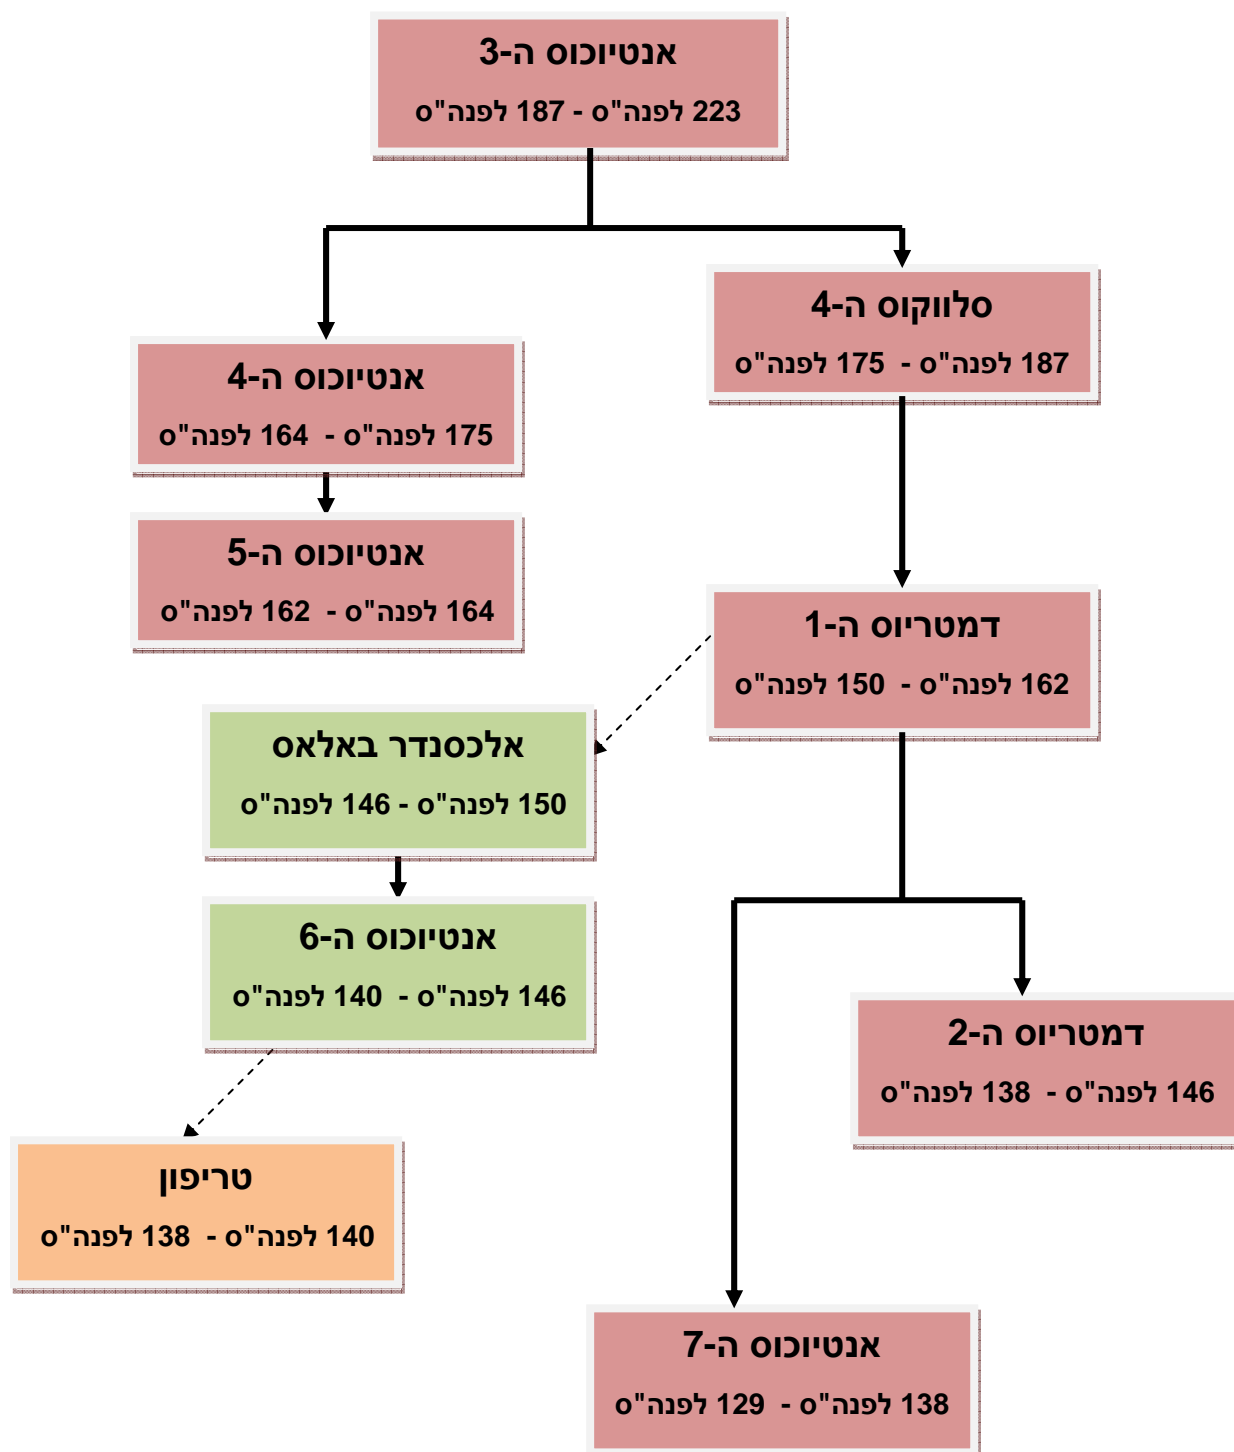 אנטיוכוס ה-3
223 לפנה"ס - 187 לפנה"ס
סלווקוס ה-4
187 לפנה"ס - 175 לפנה"ס
אנטיוכוס ה-4
175 לפנה"ס - 164 לפנה"ס
אנטיוכוס ה-5
164 לפנה"ס - 162 לפנה"ס
דמטריוס ה-1
162 לפנה"ס - 150 לפנה"ס
אלכסנדר באלאס
150 לפנה"ס - 146 לפנה"ס
אנטיוכוס ה-6
146 לפנה"ס - 140 לפנה"ס
דמטריוס ה-2
146 לפנה"ס - 138 לפנה"ס
טריפון
140 לפנה"ס - 138 לפנה"ס
אנטיוכוס ה-7
138 לפנה"ס - 129 לפנה"ס